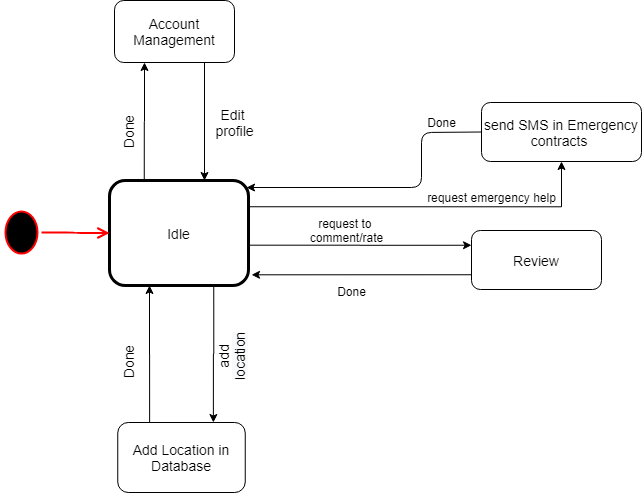 Account
Management
Done
Edit
profile
Done
send SMS in Emergency
contracts
request emergency help
Idle
request to
comment/rate
Review
Done
Done
add
location
Add Location in
Database